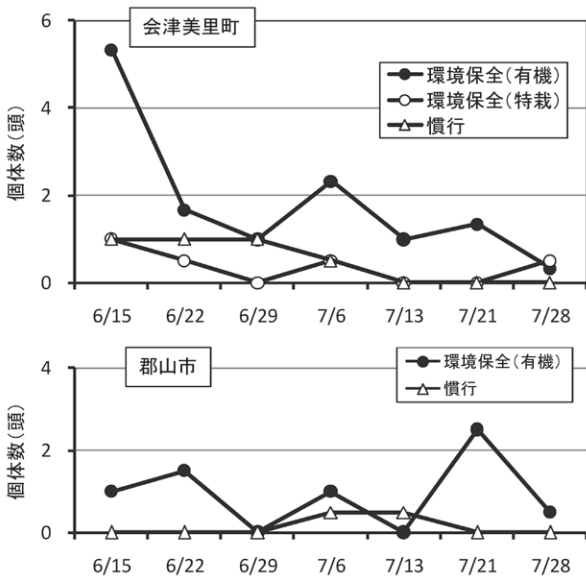 会津美里町
環境保全(有機)
環境保全(特栽)
慣行
個体数(頭)
6
4
2
0
6/15 6/22 6/29 7/6 7/13 7/21 7/28
郡山市
環境保全(有機)
慣行
個体数(頭)
4
2
0
6/15 6/22 6/29 7/6 7/13 7/21 7/28